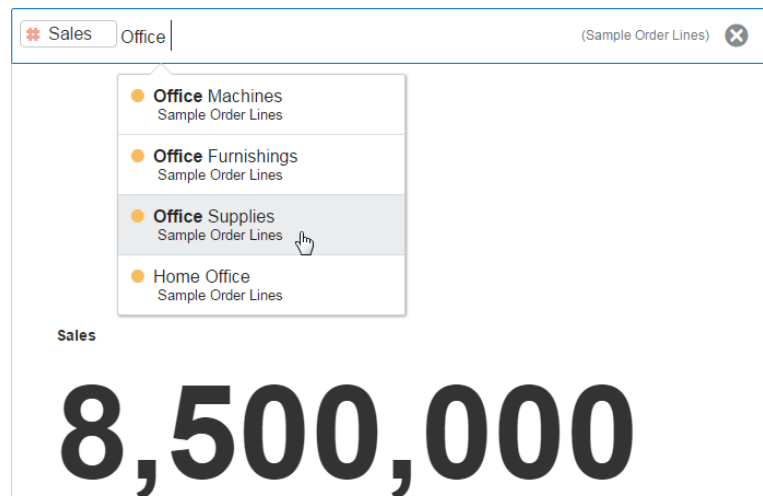 # Sales Office (Sample Order Lines)
Office Machines
Sample Order Lines
Office Furnishings
Sample Order Lines
Office Supplies
Sample Order Lines
Home Office
Sample Order Lines
Sales
8,500,000